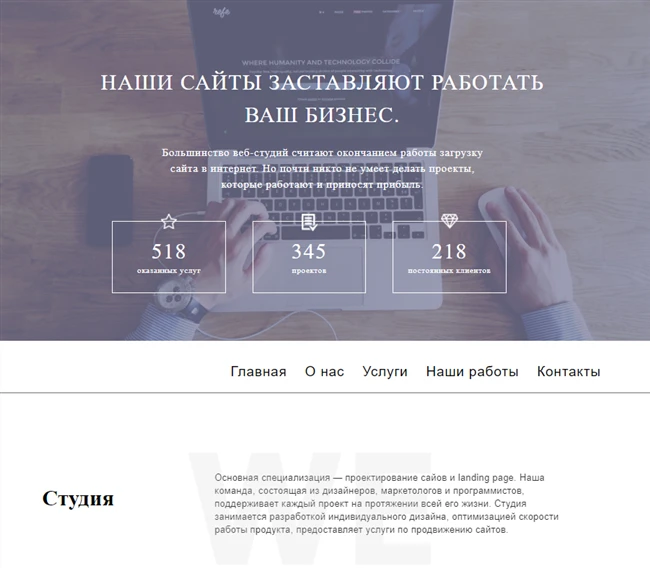 WHERE HUMANITY AND TECHNOLOGY COLLIDE
НАШИ САЙТЫ ЗАСТАВЛЯЮТ РАБОТАТЬ
ВАШ БИЗНЕС.
Большинство веб-студий считают окончанием работы загрузку
сайта в интернет. Но почти никто не умеет делать проекты,
которые работают и приносят прибыль.
518 345 218
оказанных услуг проектов постоянных клиентов
Главная О нас Услуги Наши работы Контакты
WE
Студия
Основная специализация — проектирование сайов и landing page. Наша
команда, состоящая из дизайнеров, маркетологов и программистов,
поддерживает каждый проект на протяжении всей его жизни. Студия
занимается разработкой индивидуального дизайна, оптимизацией скорости
работы продукта, предоставляет услуги по продвижению сайтов.